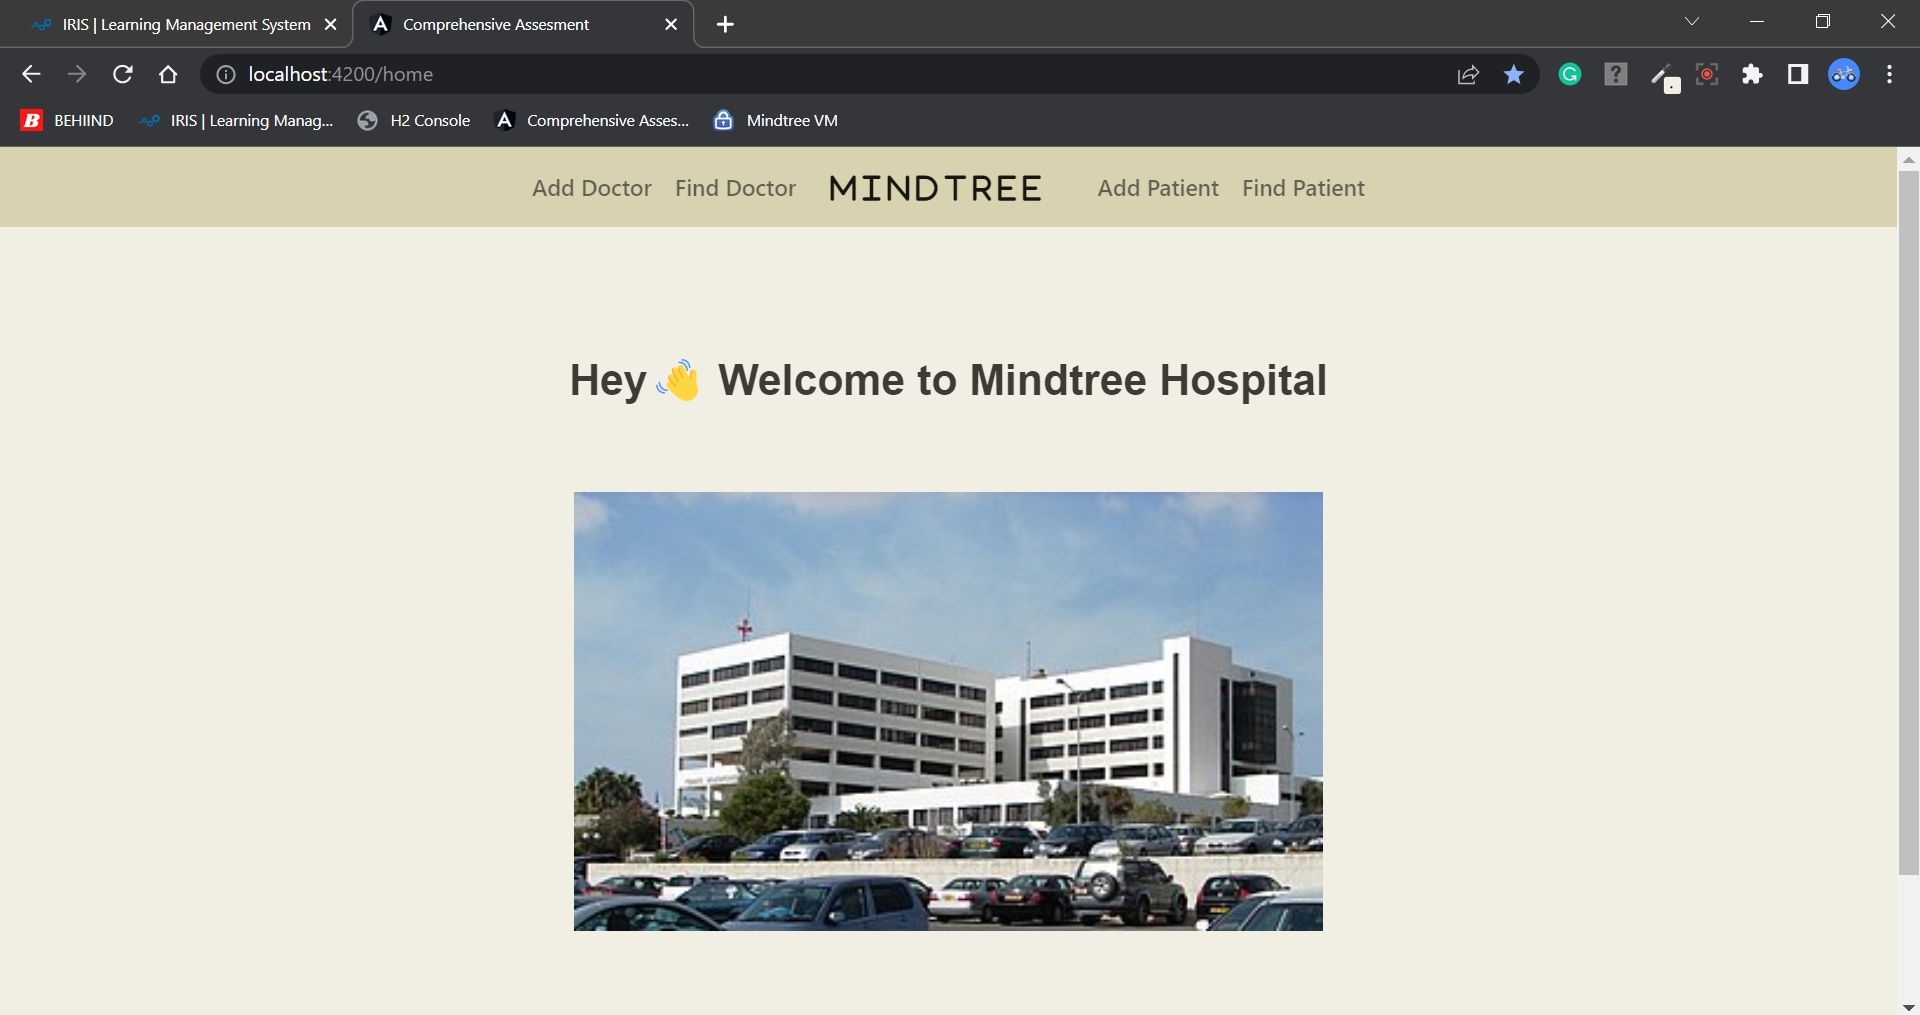 IRIS | Learning Management System
Comprehensive Assesment
localhost:4200/home
BEHIIND IRIS | Learning Manag... H2 Console Comprehensive Asses... Mindtree VM
Add Doctor Find Doctor MINDTREE Add Patient Find Patient
Hey 👋 Welcome to Mindtree Hospital